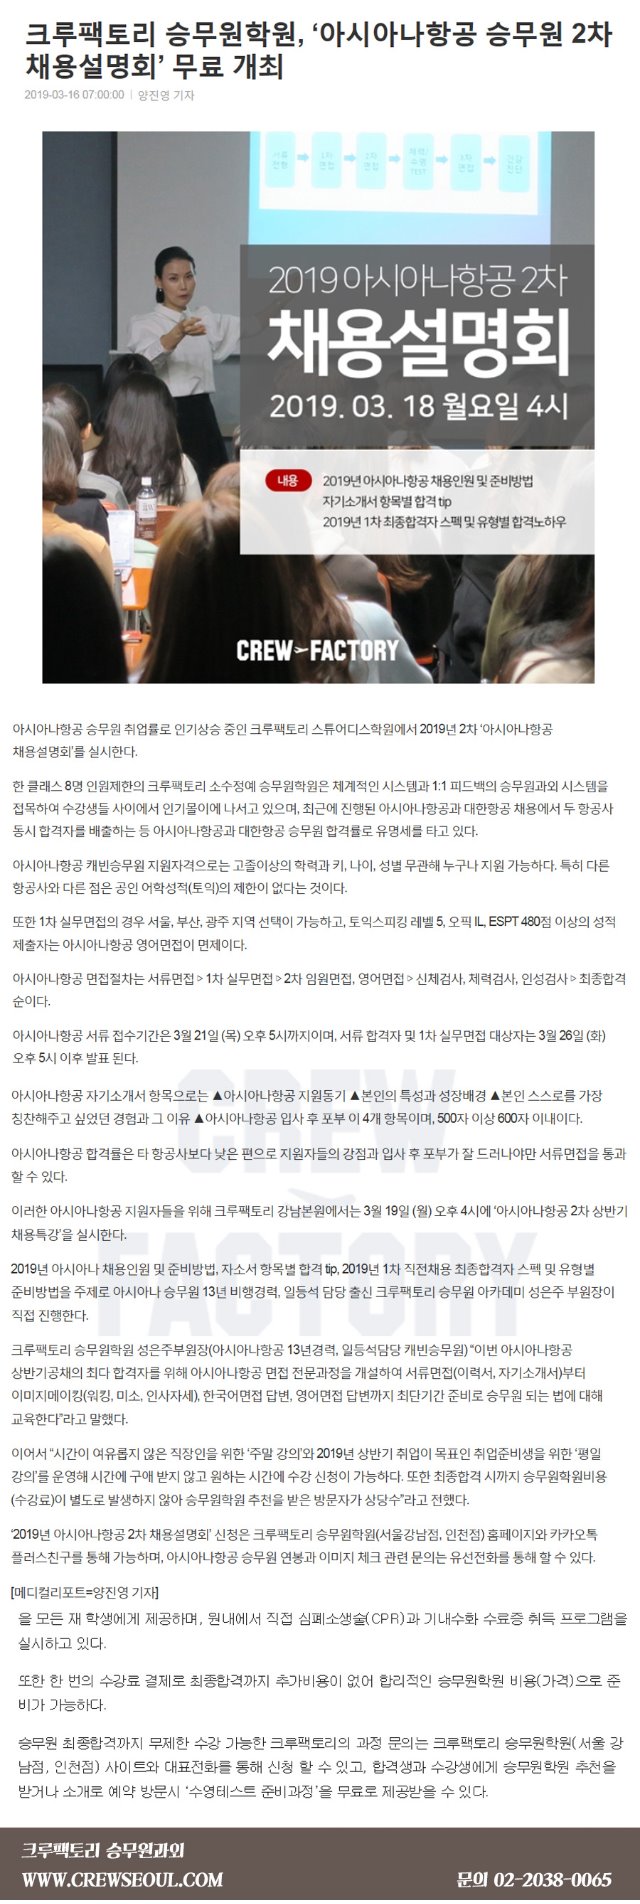 크루팩토리 승무원학원, ‘아시아나항공 승무원 2차
채용설명회’ 무료 개최
2019-03-16 07:00:00 | 양진영 기자
서류
전형
1차
면접
2차
면접
체력/
수영
TEST
3차
면접
건강
진단
2019 아시아나항공 2차
채용설명회
2019. 03. 18 월요일 4시
내용
2019년 아시아나항공 채용인원 및 준비방법
자기소개서 항목별 합격 tip
2019년 1차 최종합격자 스펙 및 유형별 합격노하우
CREW FACTORY
아시아나항공 승무원 취업률로 인기상승 중인 크루팩토리 스튜어디스학원에서 2019년 2차 ‘아시아나항공
채용설명회’를 실시한다.
한 클래스 8명 인원제한의 크루팩토리 소수정예 승무원학원은 체계적인 시스템과 1:1 피드백의 승무원과외 시스템을
접목하여 수강생들 사이에서 인기몰이에 나서고 있으며, 최근에 진행된 아시아나항공과 대한항공 채용에서 두 항공사
동시 합격자를 배출하는 등 아시아나항공과 대한항공 승무원 합격률로 유명세를 타고 있다.
아시아나항공 캐빈승무원 지원자격으로는 고졸이상의 학력과 키, 나이, 성별 무관해 누구나 지원 가능하다. 특히 다른
항공사와 다른 점은 공인 어학성적(토익)의 제한이 없다는 것이다.
또한 1차 실무면접의 경우 서울, 부산, 광주 지역 선택이 가능하고, 토익스피킹 레벨 5, 오픽 IL, ESPT 480점 이상의 성적
제출자는 아시아나항공 영어면접이 면제이다.
아시아나항공 면접절차는 서류면접 ▷ 1차 실무면접 ▷ 2차 임원면접, 영어면접 ▷ 신체검사, 체력검사, 인성검사 ▷ 최종합격
순이다.
아시아나항공 서류 접수기간은 3월 21일 (목) 오후 5시까지이며, 서류 합격자 및 1차 실무면접 대상자는 3월 26일 (화)
오후 5시 이후 발표 된다.
아시아나항공 자기소개서 항목으로는 ▲아시아나항공 지원동기 ▲본인의 특성과 성장배경 ▲본인 스스로를 가장
칭찬해주고 싶었던 경험과 그 이유 ▲아시아나항공 입사 후 포부 이 4개 항목이며, 500자 이상 600자 이내이다.
아시아나항공 합격률은 타 항공사보다 낮은 편으로 지원자들의 강점과 입사 후 포부가 잘 드러나야만 서류면접을 통과
할 수 있다.
이러한 아시아나항공 지원자들을 위해 크루팩토리 강남본원에서는 3월 19일 (월) 오후 4시에 ‘아시아나항공 2차 상반기
채용특강’을 실시한다.
2019년 아시아나 채용인원 및 준비방법, 자소서 항목별 합격 tip, 2019년 1차 직전채용 최종합격자 스펙 및 유형별
준비방법을 주제로 아시아나 승무원 13년 비행경력, 일등석 담당 출신 크루팩토리 승무원 아카데미 성은주 부원장이
직접 진행한다.
크루팩토리 승무원학원 성은주부원장(아시아나항공 13년경력, 일등석담당 캐빈승무원) “이번 아시아나항공
상반기공채의 최다 합격자를 위해 아시아나항공 면접 전문과정을 개설하여 서류면접(이력서, 자기소개서)부터
이미지메이킹(워킹, 미소, 인사자세), 한국어면접 답변, 영어면접 답변까지 최단기간 준비로 승무원 되는 법에 대해
교육한다”라고 말했다.
이어서 “시간이 여유롭지 않은 직장인을 위한 ‘주말 강의’와 2019년 상반기 취업이 목표인 취업준비생을 위한 ‘평일
강의’를 운영해 시간에 구애 받지 않고 원하는 시간에 수강 신청이 가능하다. 또한 최종합격 시까지 승무원학원비용
(수강료)이 별도로 발생하지 않아 승무원학원 추천을 받은 방문자가 상당수”라고 전했다.
‘2019년 아시아나항공 2차 채용설명회’ 신청은 크루팩토리 승무원학원(서울강남점, 인천점) 홈페이지와 카카오톡
플러스친구를 통해 가능하며, 아시아나항공 승무원 연봉과 이미지 체크 관련 문의는 유선전화를 통해 할 수 있다.
[메디컬리포트=양진영 기자]
을 모든 재 학생에게 제공하며, 원내에서 직접 심폐소생술(CPR)과 기내수화 수료증 취득 프로그램을
실시하고 있다.
또한 한 번의 수강료 결제로 최종합격까지 추가비용이 없어 합리적인 승무원학원 비용(가격)으로 준
비가 가능하다.
승무원 최종합격까지 무제한 수강 가능한 크루팩토리의 과정 문의는 크루팩토리 승무원학원(서울 강
남점, 인천점) 사이트와 대표전화를 통해 신청 할 수 있고, 합격생과 수강생에게 승무원학원 추천을
받거나 소개로 예약 방문시 ‘수영테스트 준비과정’을 무료로 제공받을 수 있다.
CREW
FACTORY
크루팩토리 승무원과외
WWW.CREWSEOUL.COM
문의 02-2038-0065